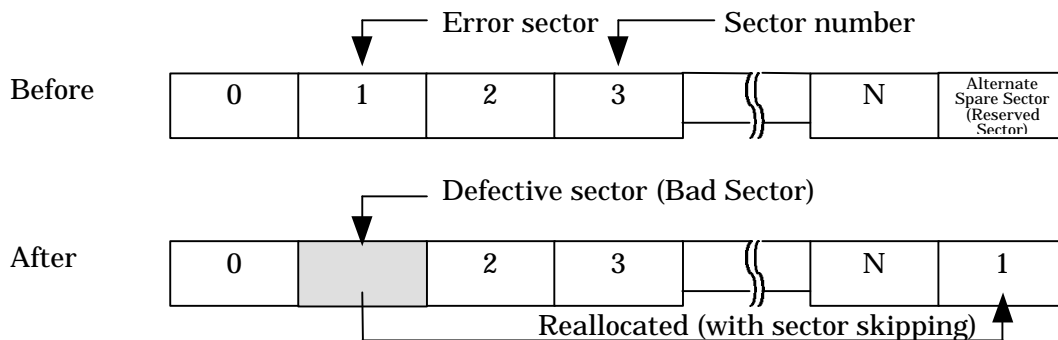 Error sector
Sector number
Before
0 1 2 3 N
Alternate
Spare Sector
(Reserved
Sector)
Defective sector (Bad Sector)
After
0 2 3 N 1
Reallocated (with sector skipping)